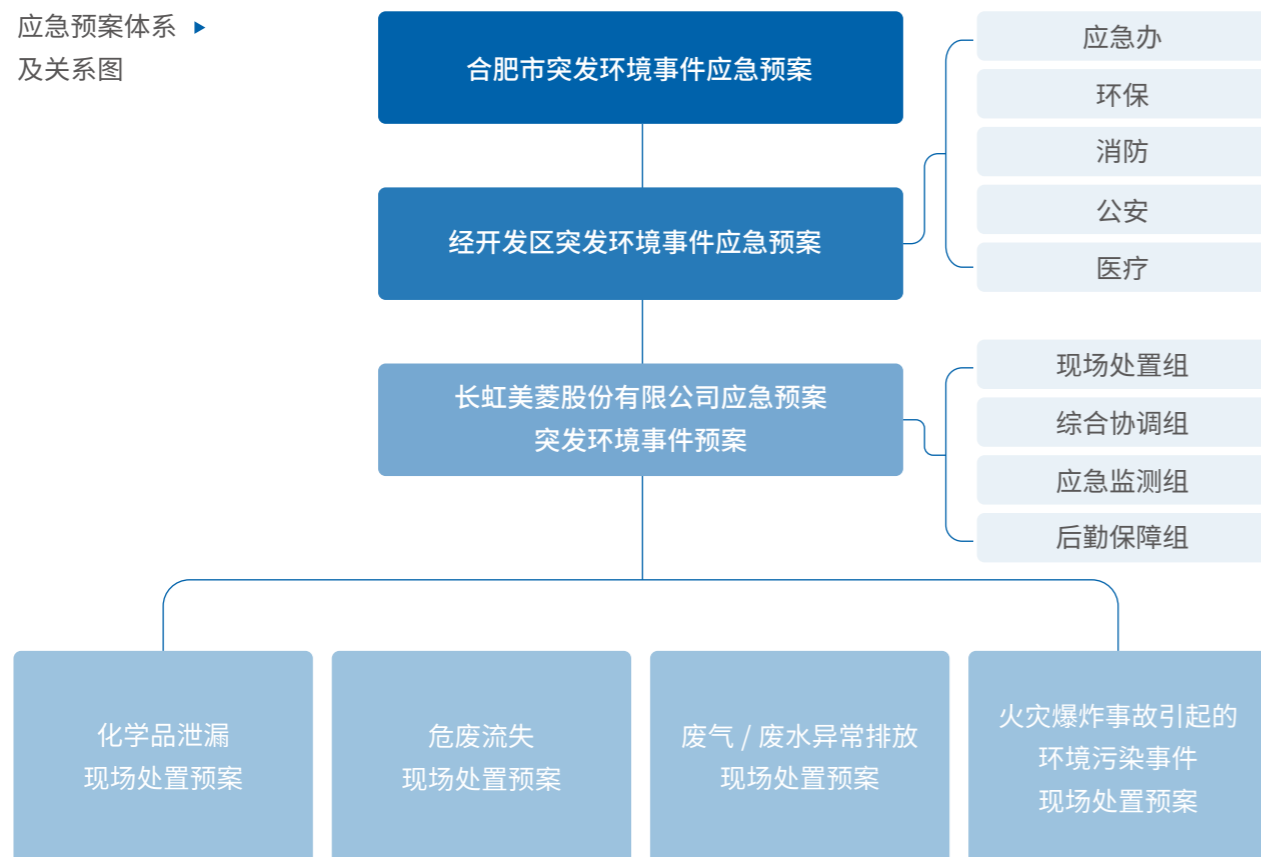 应急预案体系
及关系图
合肥市突发环境事件应急预案
经开发区突发环境事件应急预案
应急办
环保
消防
公安
医疗
长虹美菱股份有限公司应急预案
突发环境事件预案
现场处置组
综合协调组
应急监测组
后勤保障组
化学品泄漏
现场处置预案
危废流失
现场处置预案
废气 / 废水异常排放
现场处置预案
火灾爆炸事故引起的
环境污染事件
现场处置预案